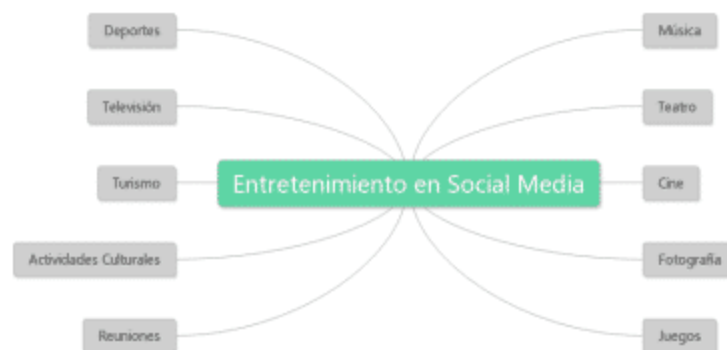 Deportes
Televisión
Turismo
Actividades Culturales
Reuniones
Entretenimiento en Social Media
Música
Teatro
Cine
Fotografía
Juegos